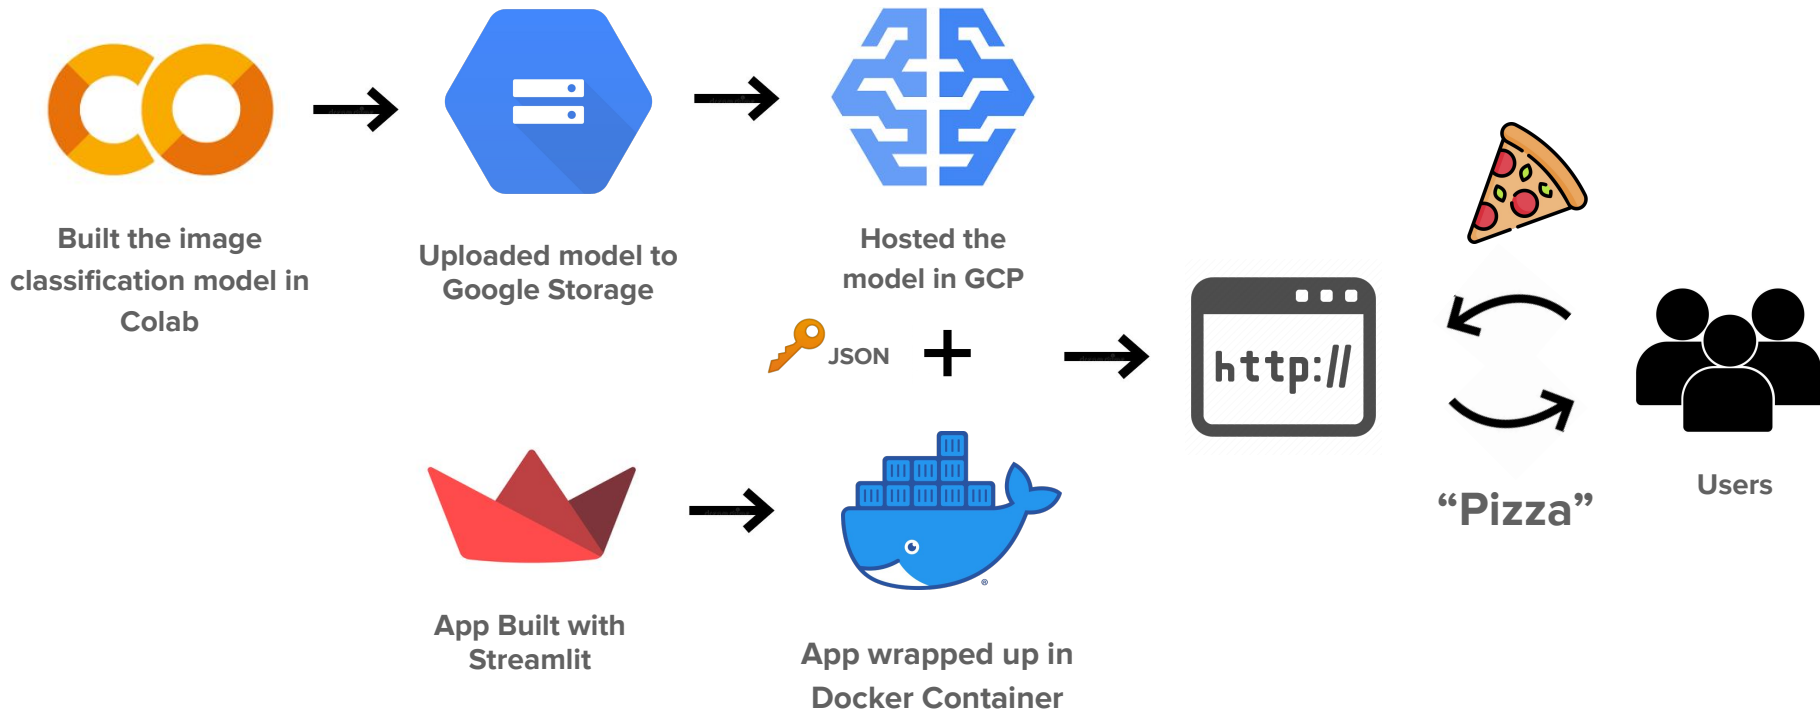 Built the image
classification model in
Colab
Uploaded model to
Google Storage
Hosted the
model in GCP
JSON
http://
App Built with
Streamlit
App wrapped up in
Docker Container
“Pizza”
Users
®